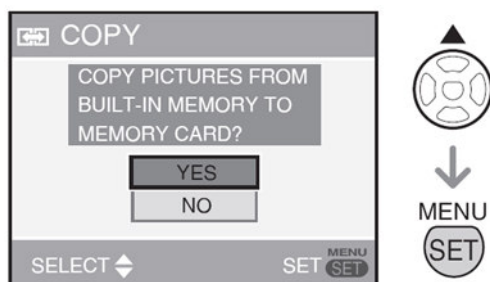 COPY
COPY PICTURES FROM
BUILT-IN MEMORY TO
MEMORY CARD?
YES
NO
SELECT
SET MENU SET
MENU
SET